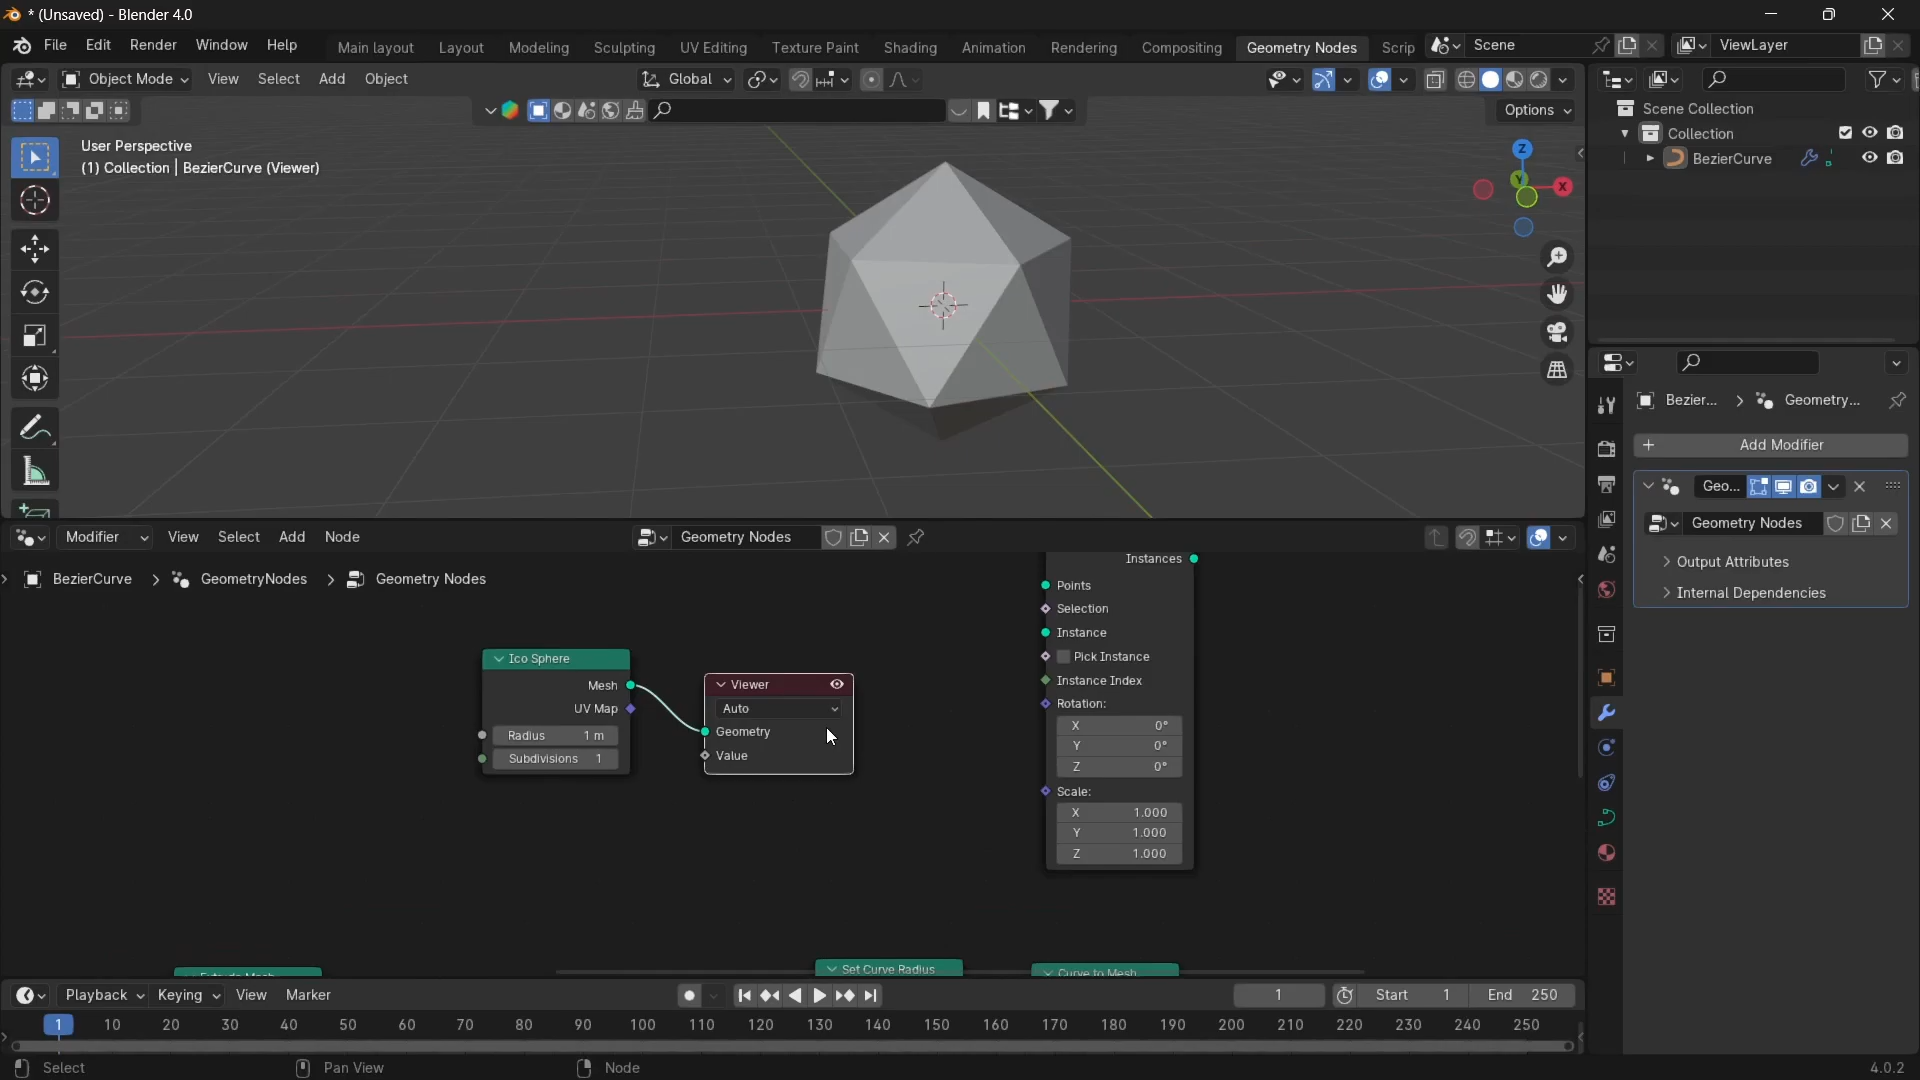 * (Unsaved) - Blender 4.0
File Edit Render Window Help
Main layout Layout Modeling Sculpting UV Editing Texture Paint Shading Animation Rendering Compositing Geometry Nodes Scrip
Scene
ViewLayer
Object Mode View Select Add Object
Global
Options
User Perspective
(1) Collection | BezierCurve (Viewer)
Z
Y
X
Scene Collection
Collection
BezierCurve
Bezier... > Geometry...
+ Add Modifier
Geo...
Geometry Nodes
Output Attributes
Internal Dependencies
Modifier View Select Add Node
Geometry Nodes
BezierCurve > GeometryNodes > Geometry Nodes
Instances
Points
Selection
Instance
Pick Instance
Instance Index
Rotation:
X 0°
Y 0°
Z 0°
Scale:
X 1.000
Y 1.000
Z 1.000
Ico Sphere
Mesh
UV Map
Radius 1 m
Subdivisions 1
Viewer
Auto
Geometry
Value
Extrude Mesh
Set Curve Radius
Curve to Mesh
Playback Keying View Marker
1
Start 1
End 250
1 10 20 30 40 50 60 70 80 90 100 110 120 130 140 150 160 170 180 190 200 210 220 230 240 250
Select
Pan View
Node
4.0.2